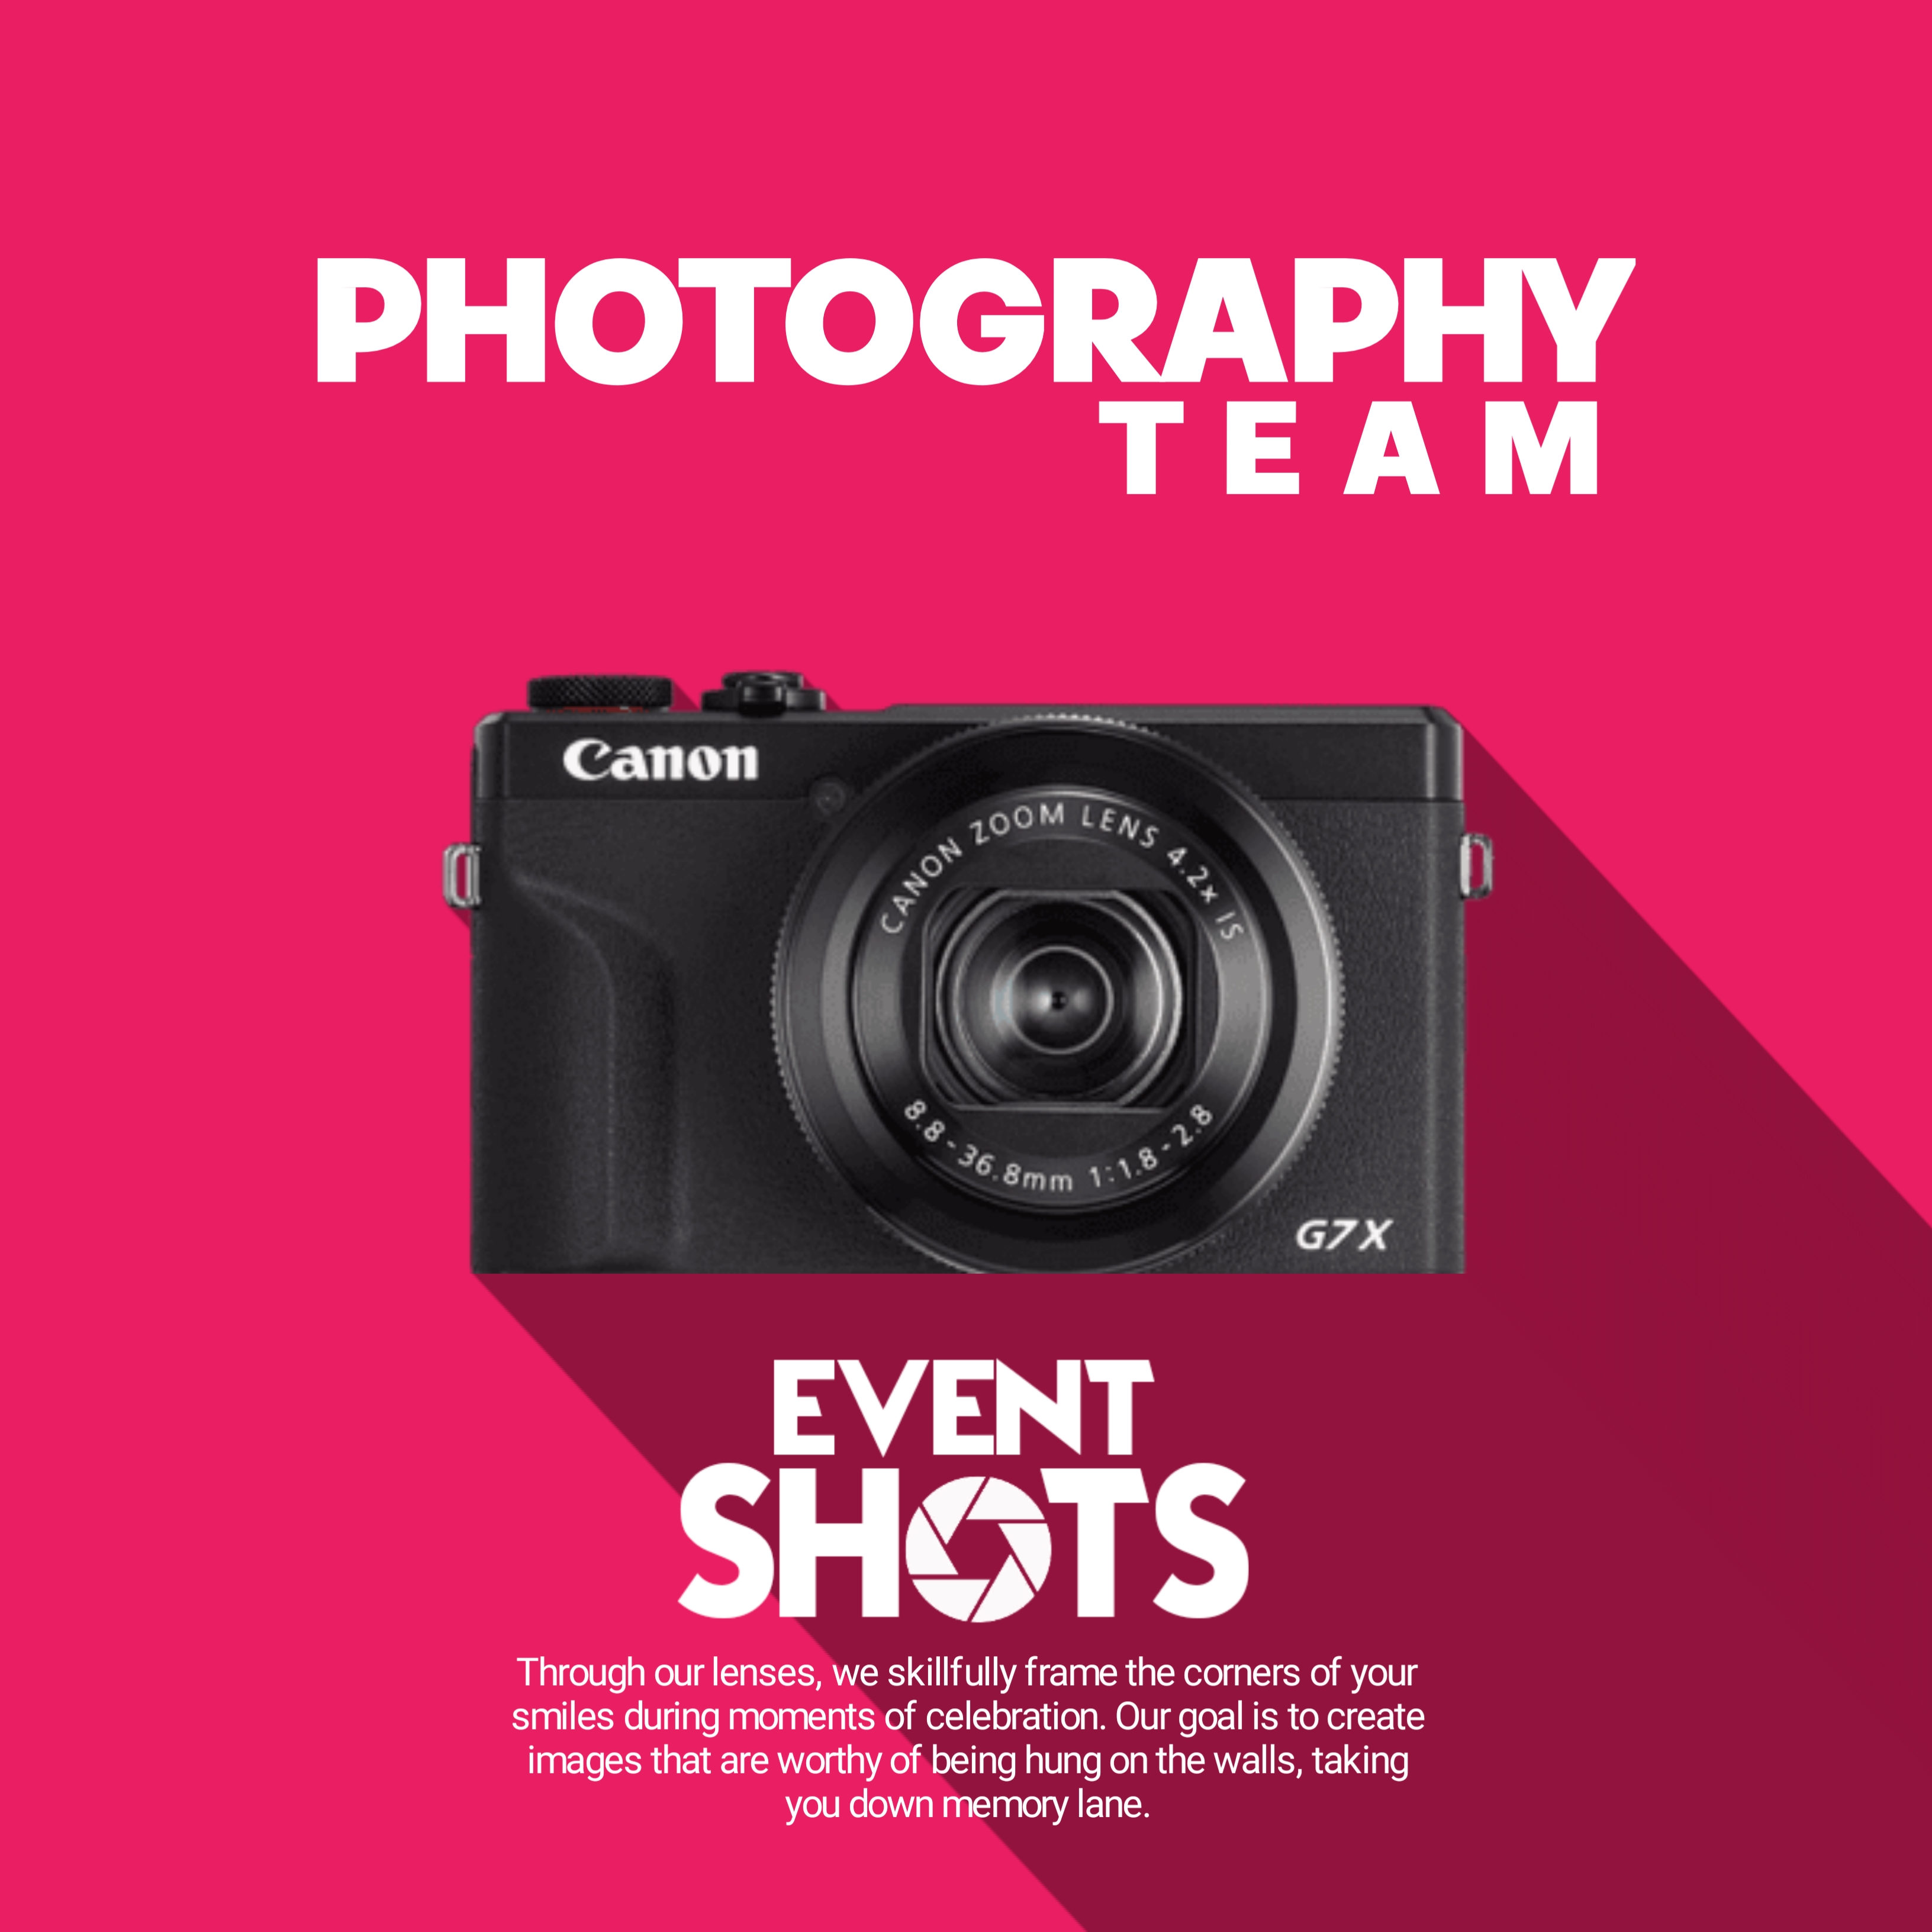 PHOTOGRAPHY
TEAM
Canon
CANON ZOOM LENS 4.2x IS
8.8-36.8mm 1:1.8-2.8
G7X
EVENT
SHOTS
Through our lenses, we skillfully frame the corners of your
smiles during moments of celebration. Our goal is to create
images that are worthy of being hung on the walls, taking
you down memory lane.